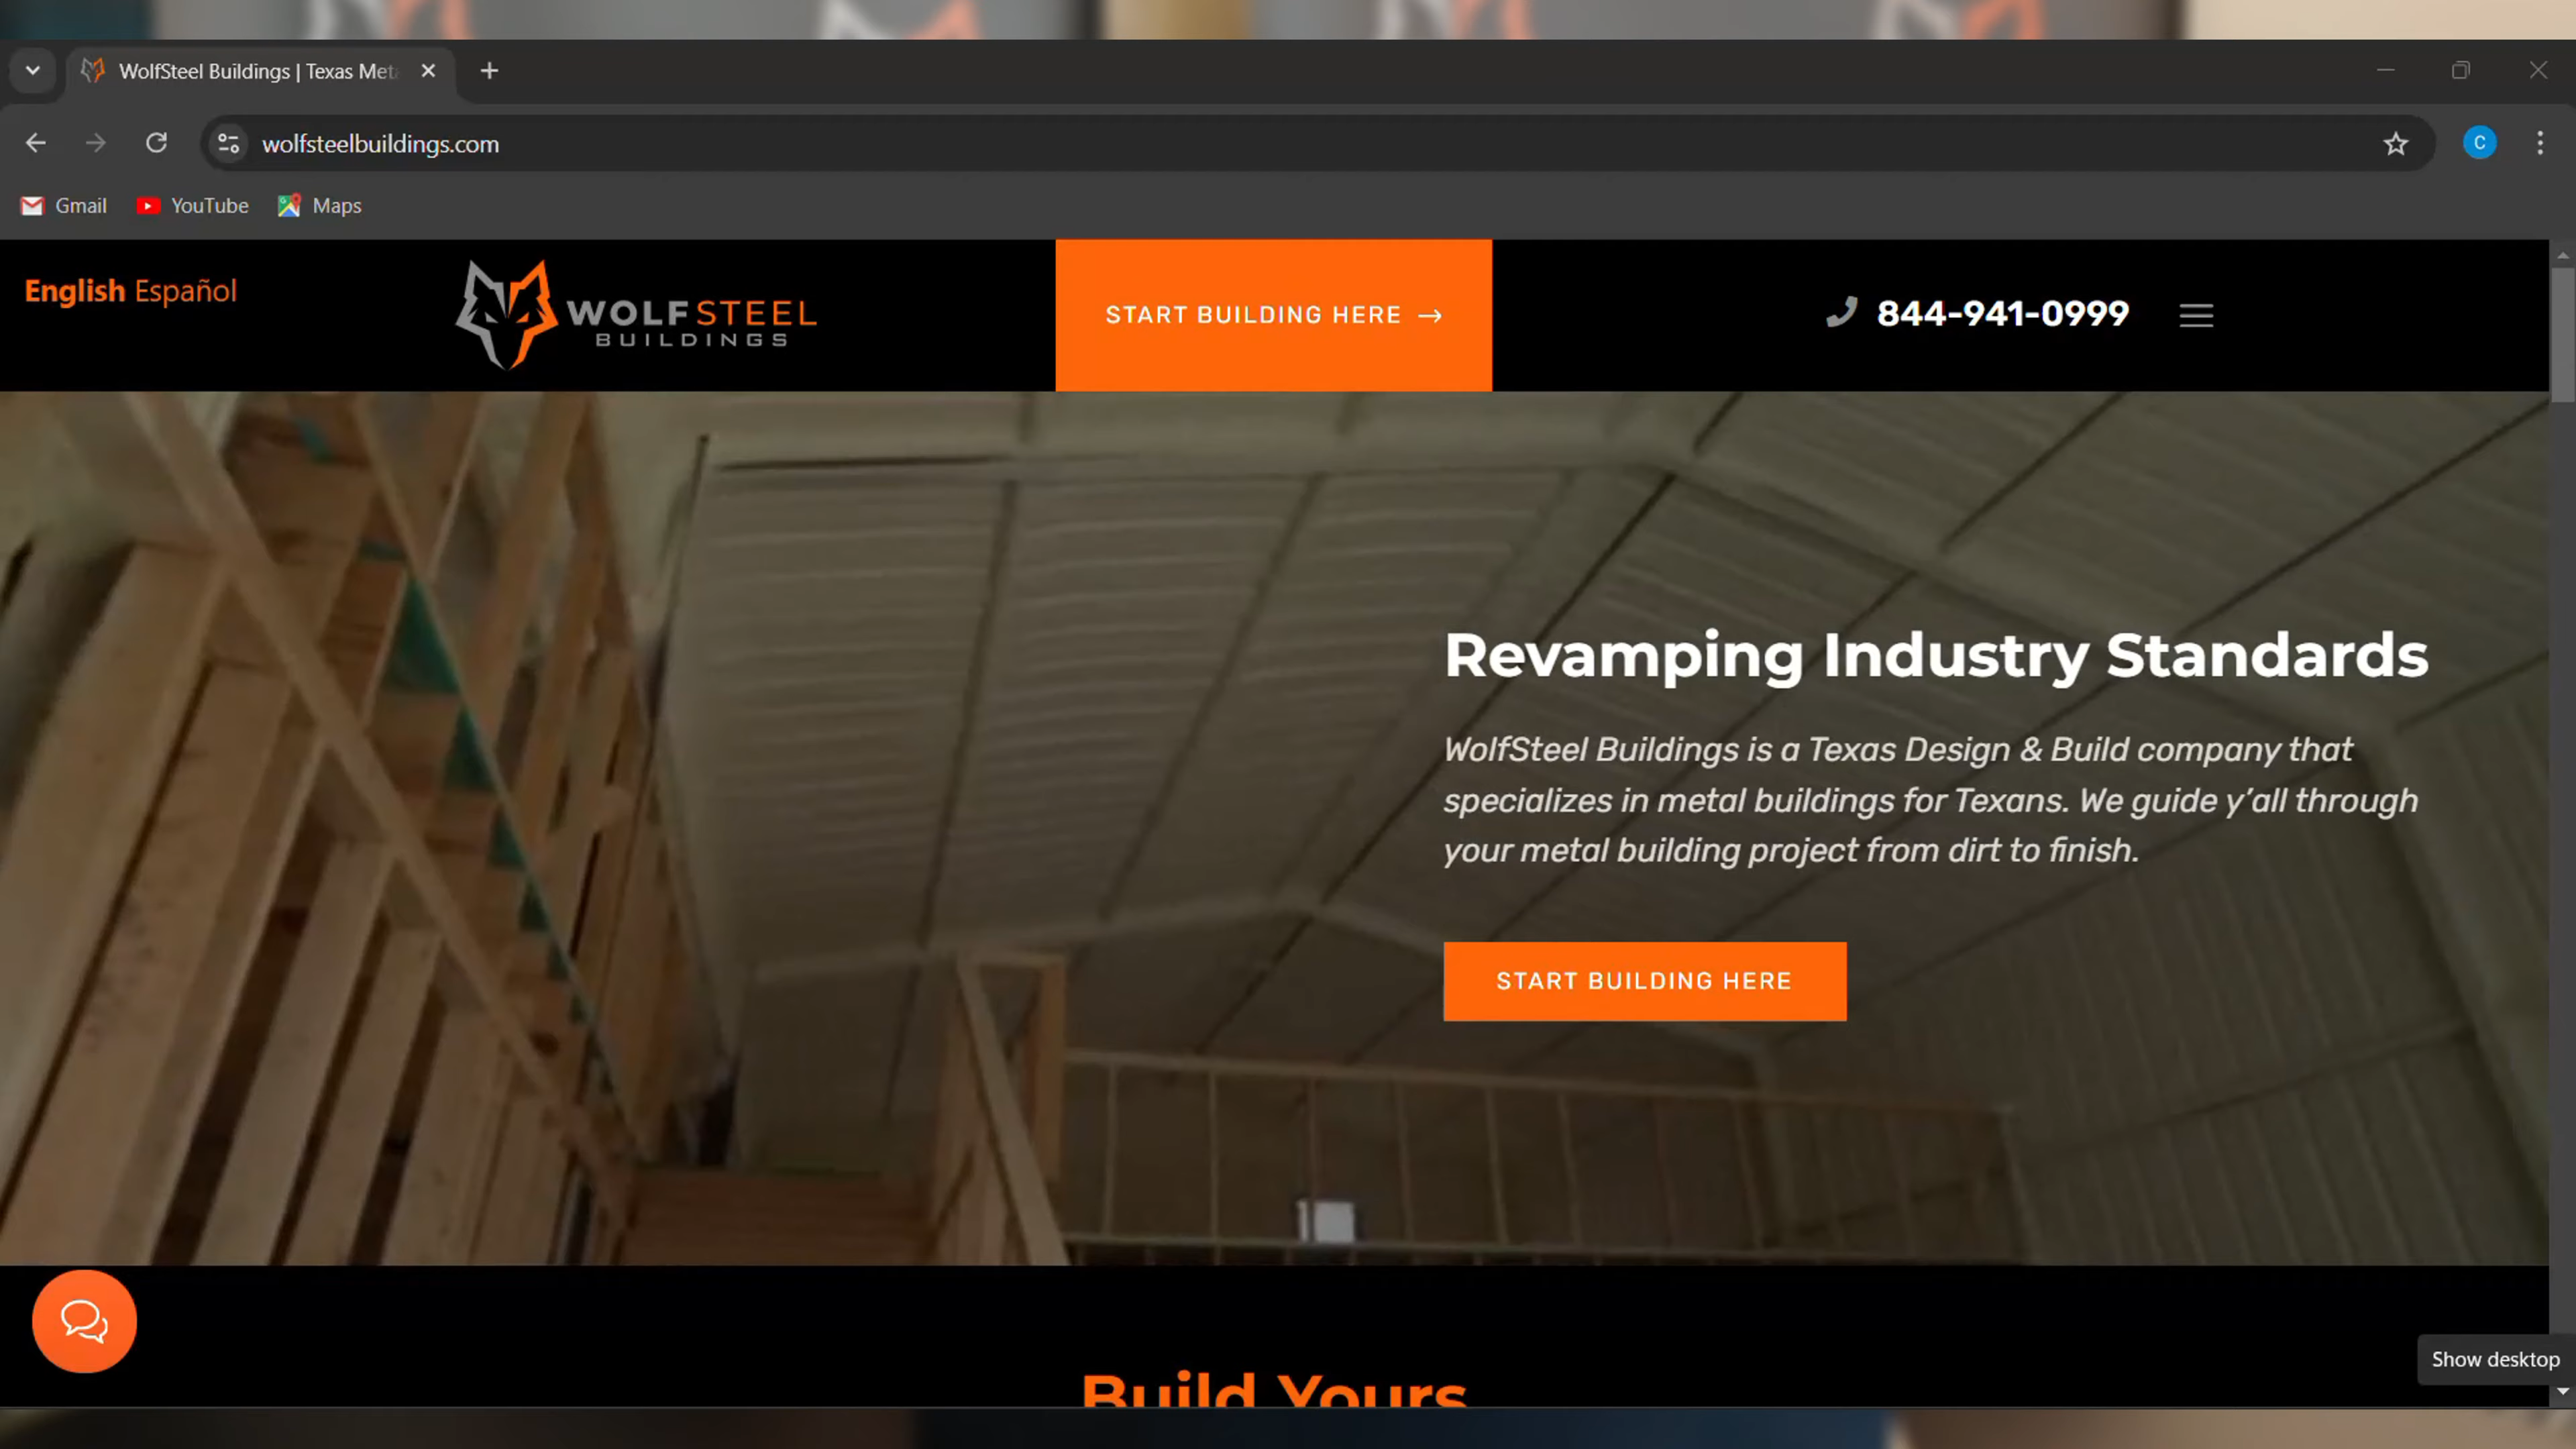 WolfSteel Buildings | Texas Met
wolfsteelbuildings.com
C
Gmail YouTube Maps
English Español
WOLFSTEEL
BUILDINGS
START BUILDING HERE →
844-941-0999
Revamping Industry Standards
WolfSteel Buildings is a Texas Design & Build company that
specializes in metal buildings for Texans. We guide y’all through
your metal building project from dirt to finish.
START BUILDING HERE
Show desktop
Build Yours